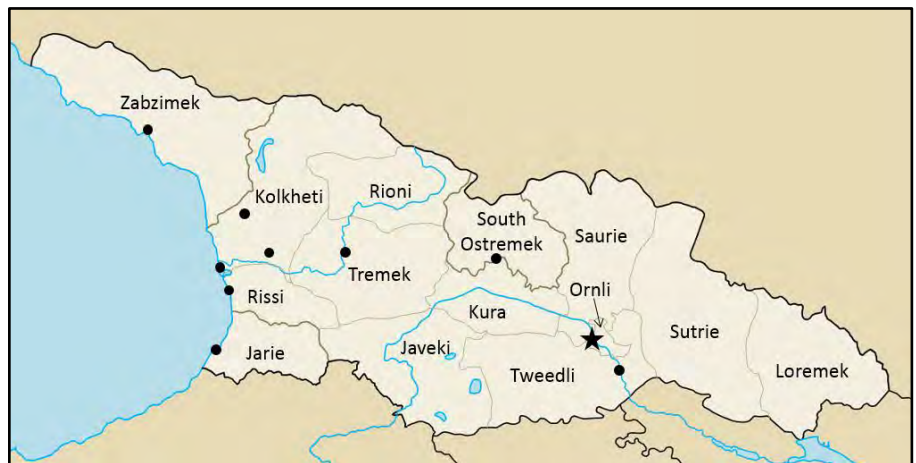 Zabzimek
Kolkheti
Rioni
South
Ostremek
Saurie
Tremek
Ornli
Rissi
Kura
Sutrie
Jarie
Javeki
Tweedli
Loremek